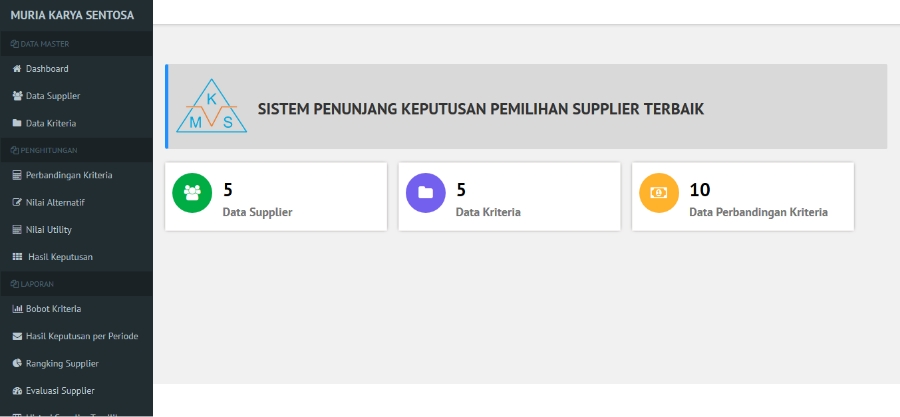 MURIA KARYA SENTOSA
DATA MASTER
Dashboard
Data Supplier
Data Kriteria
PENGHITUNGAN
Perbandingan Kriteria
Nilai Alternatif
Nilai Utility
Hasil Keputusan
LAPORAN
Bobot Kriteria
Hasil Keputusan per Periode
Rangking Supplier
Evaluasi Supplier
K
M S
SISTEM PENUNJANG KEPUTUSAN PEMILIHAN SUPPLIER TERBAIK
5
Data Supplier
5
Data Kriteria
10
Data Perbandingan Kriteria